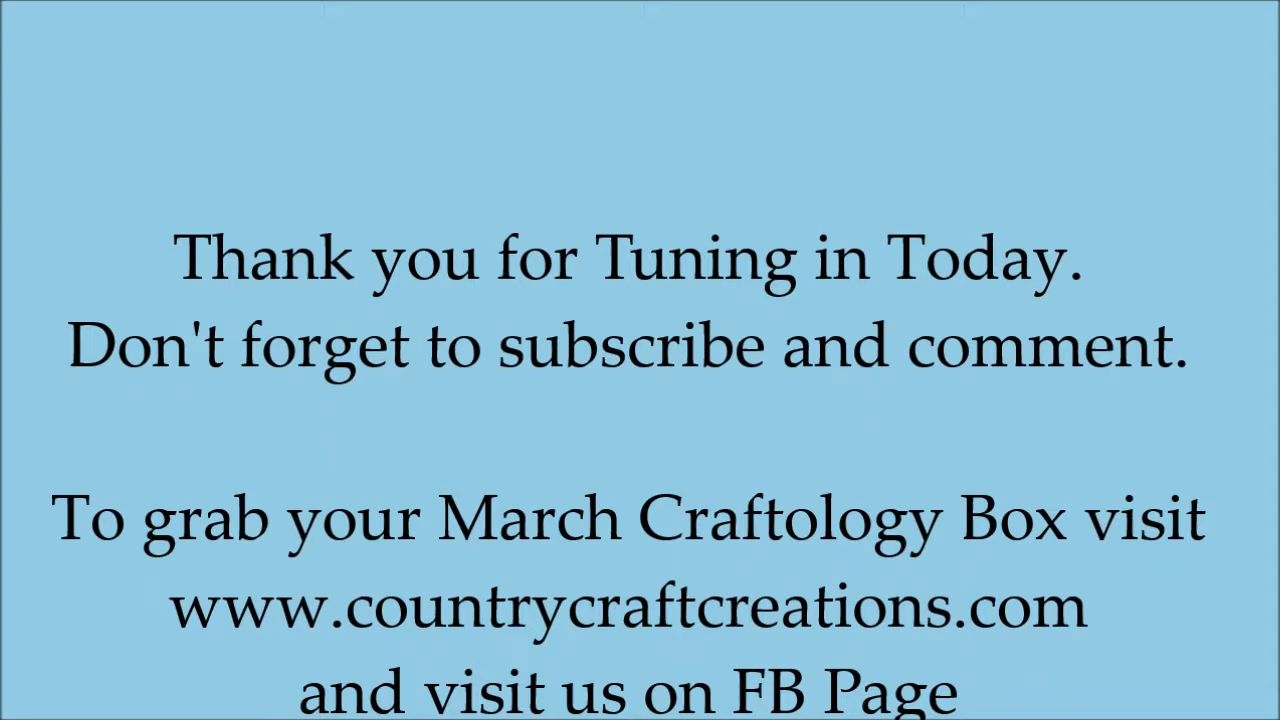 Thank you for Tuning in Today.
Don't forget to subscribe and comment.
To grab your March Craftology Box visit
www.countrycraftcreations.com
and visit us on FB Page